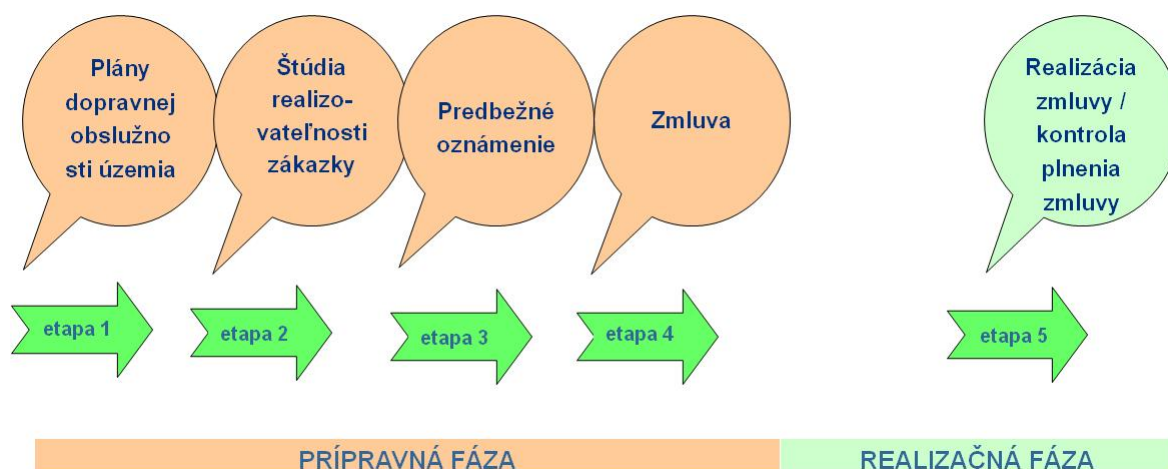 Plány
dopravnej
obslužno
sti územia
Štúdia
realizo-
vateľnosti
zákazky
Predbežné
oznámenie
Zmluva
Realizácia
zmluvy /
kontrola
plnenia
zmluvy
etapa 1
etapa 2
etapa 3
etapa 4
etapa 5
PRÍPRAVNÁ FÁZA
REALIZAČNÁ FÁZA